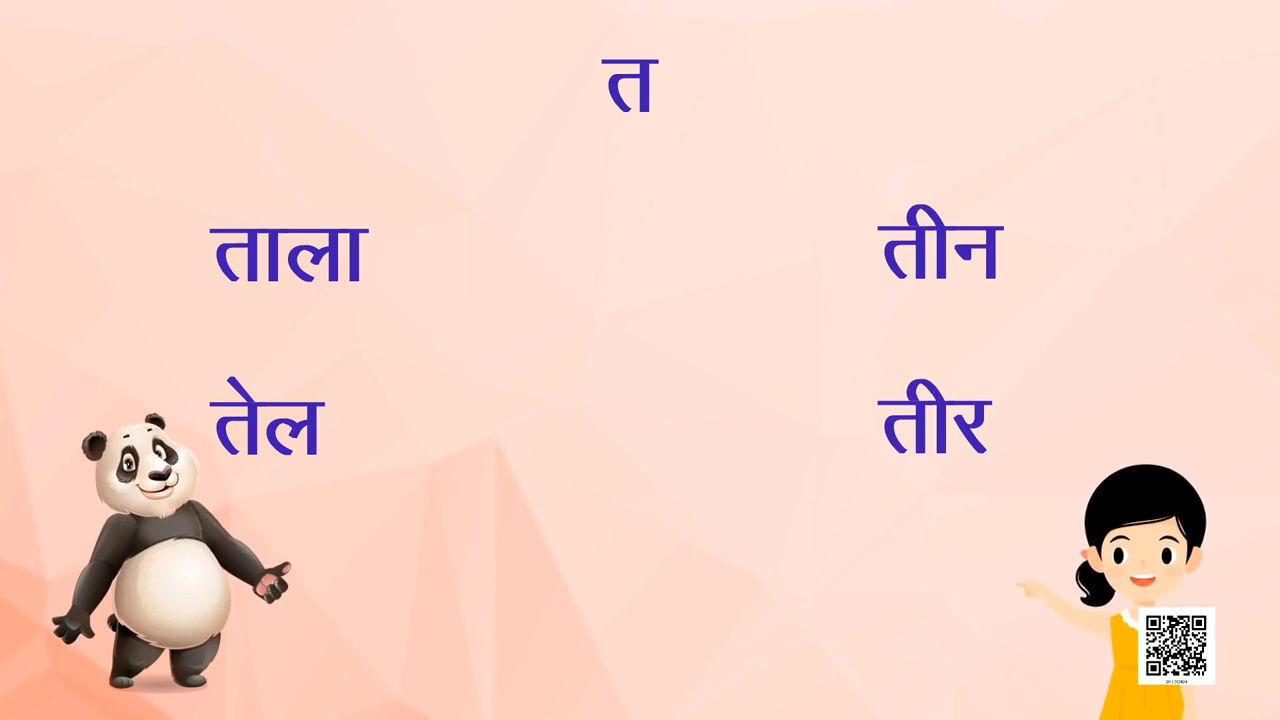 त
ताला तीन
तेल तीर